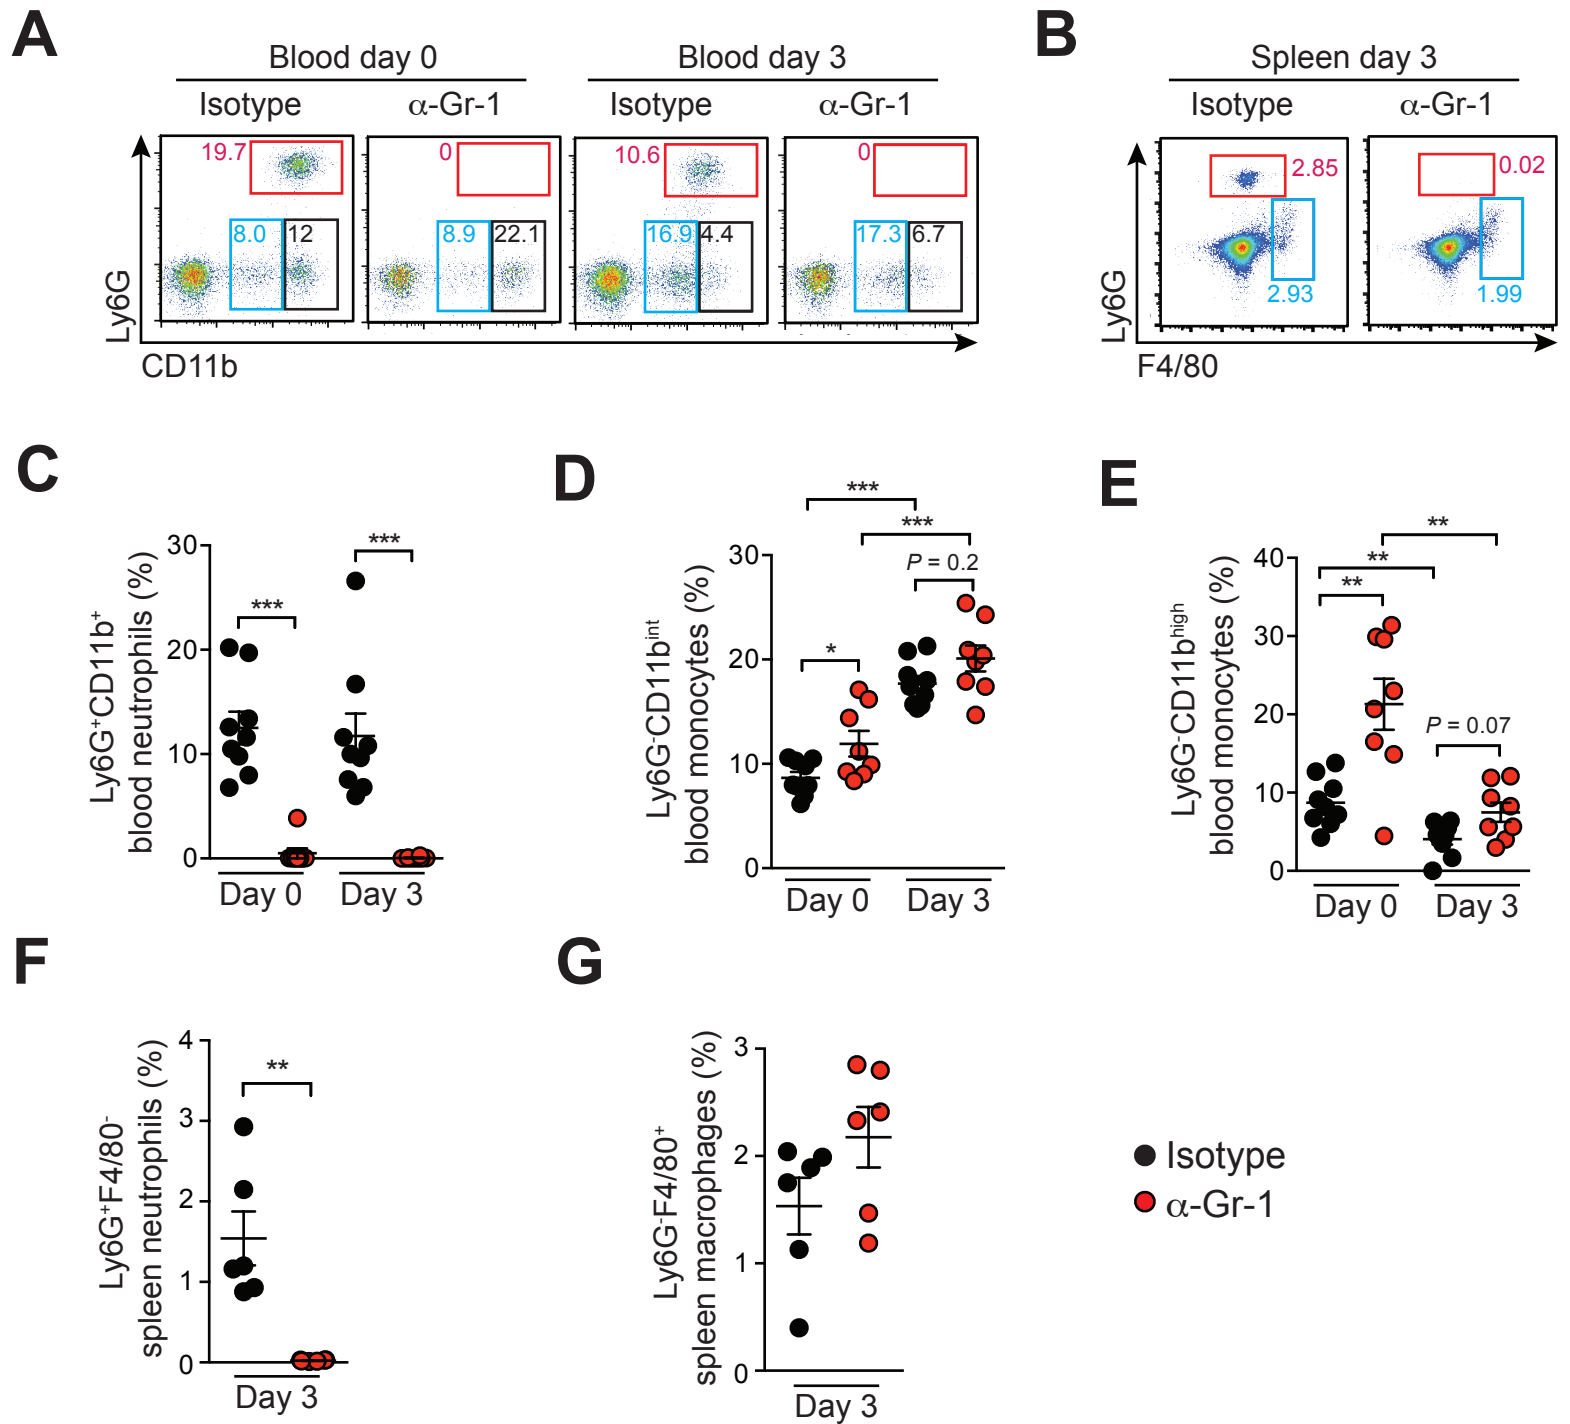 A
B
Blood day 0
Blood day 3
Spleen day 3
Isotype
α-Gr-1
Isotype
α-Gr-1
Isotype
α-Gr-1
19.7
8.0
12
0
8.9
22.1
10.6
16.9
4.4
0
17.3
6.7
2.85
2.93
0.02
1.99
Ly6G
CD11b
Ly6G
F4/80
C
Ly6G+CD11b+
blood neutrophils (%)
30
20
10
0
***
***
Day 0
Day 3
D
Ly6G-CD11bint
blood monocytes (%)
30
20
10
0
***
***
P = 0.2
*
Day 0
Day 3
E
Ly6G-CD11bhigh
blood monocytes (%)
40
30
20
10
0
**
**
**
P = 0.07
Day 0
Day 3
F
Ly6G+F4/80-
spleen neutrophils (%)
4
3
2
1
0
**
Day 3
G
Ly6G-F4/80+
spleen macrophages (%)
3
2
1
0
Day 3
Isotype
α-Gr-1